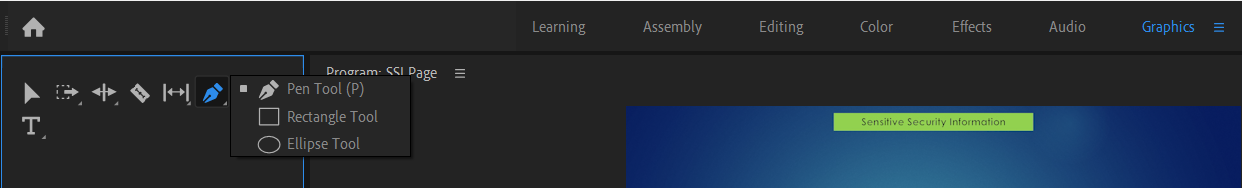 Learning Assembly Editing Color Effects Audio Graphics
Program: SSI Page
Pen Tool (P)
Rectangle Tool
Ellipse Tool
T
Sensitive Security Information